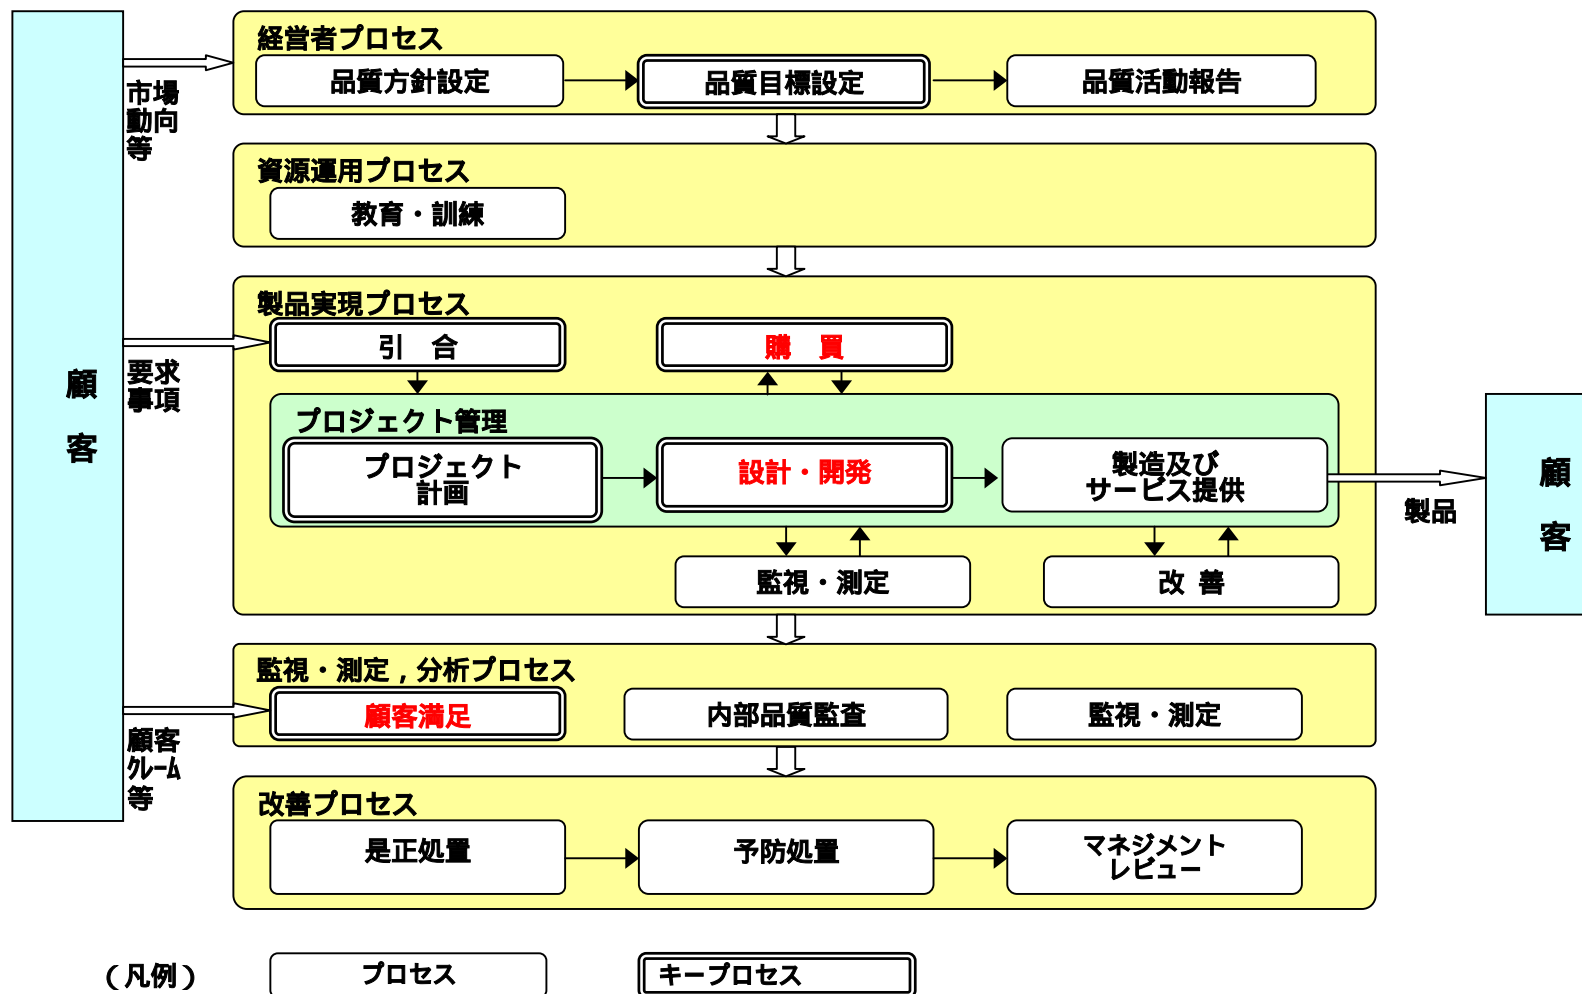 経営者プロセス
品質方針設定
品質目標設定
品質活動報告
市場
動向
等
資源運用プロセス
教育・訓練
製品実現プロセス
引　合
購　買
要求
事項
顧
客
プロジェクト管理
プロジェクト
計画
設計・開発
製造及び
サービス提供
製品
顧
客
監視・測定
改 善
監視・測定，分析プロセス
顧客満足
内部品質監査
監視・測定
顧客
ｸﾚｰﾑ
等
改善プロセス
是正処置
予防処置
マネジメント
レビュー
（凡例）
プロセス
キープロセス